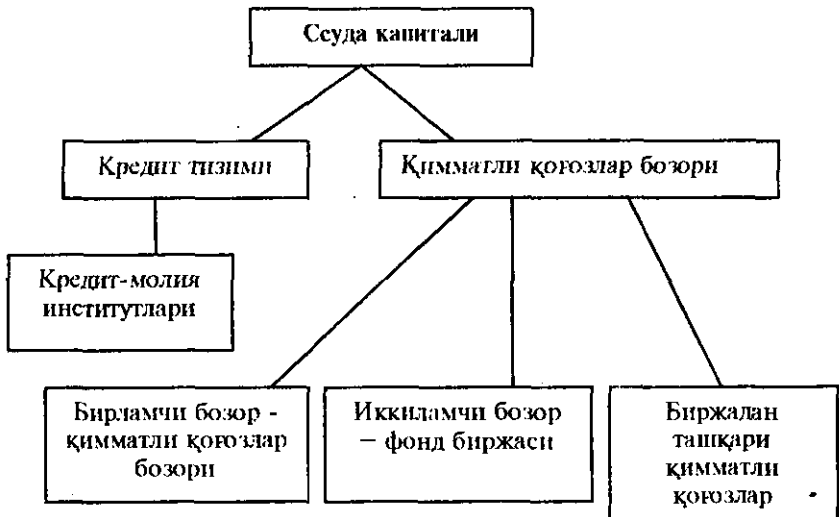 Ссуда капитали
Кредит тизими
Қимматли қоғозлар бозори
Кредит-молия
институтлари
Бирламчи бозор -
қимматли қоғозлар
бозори
Иккиламчи бозор
– фонд биржаси
Биржадан
ташқари
қимматли
қоғозлар